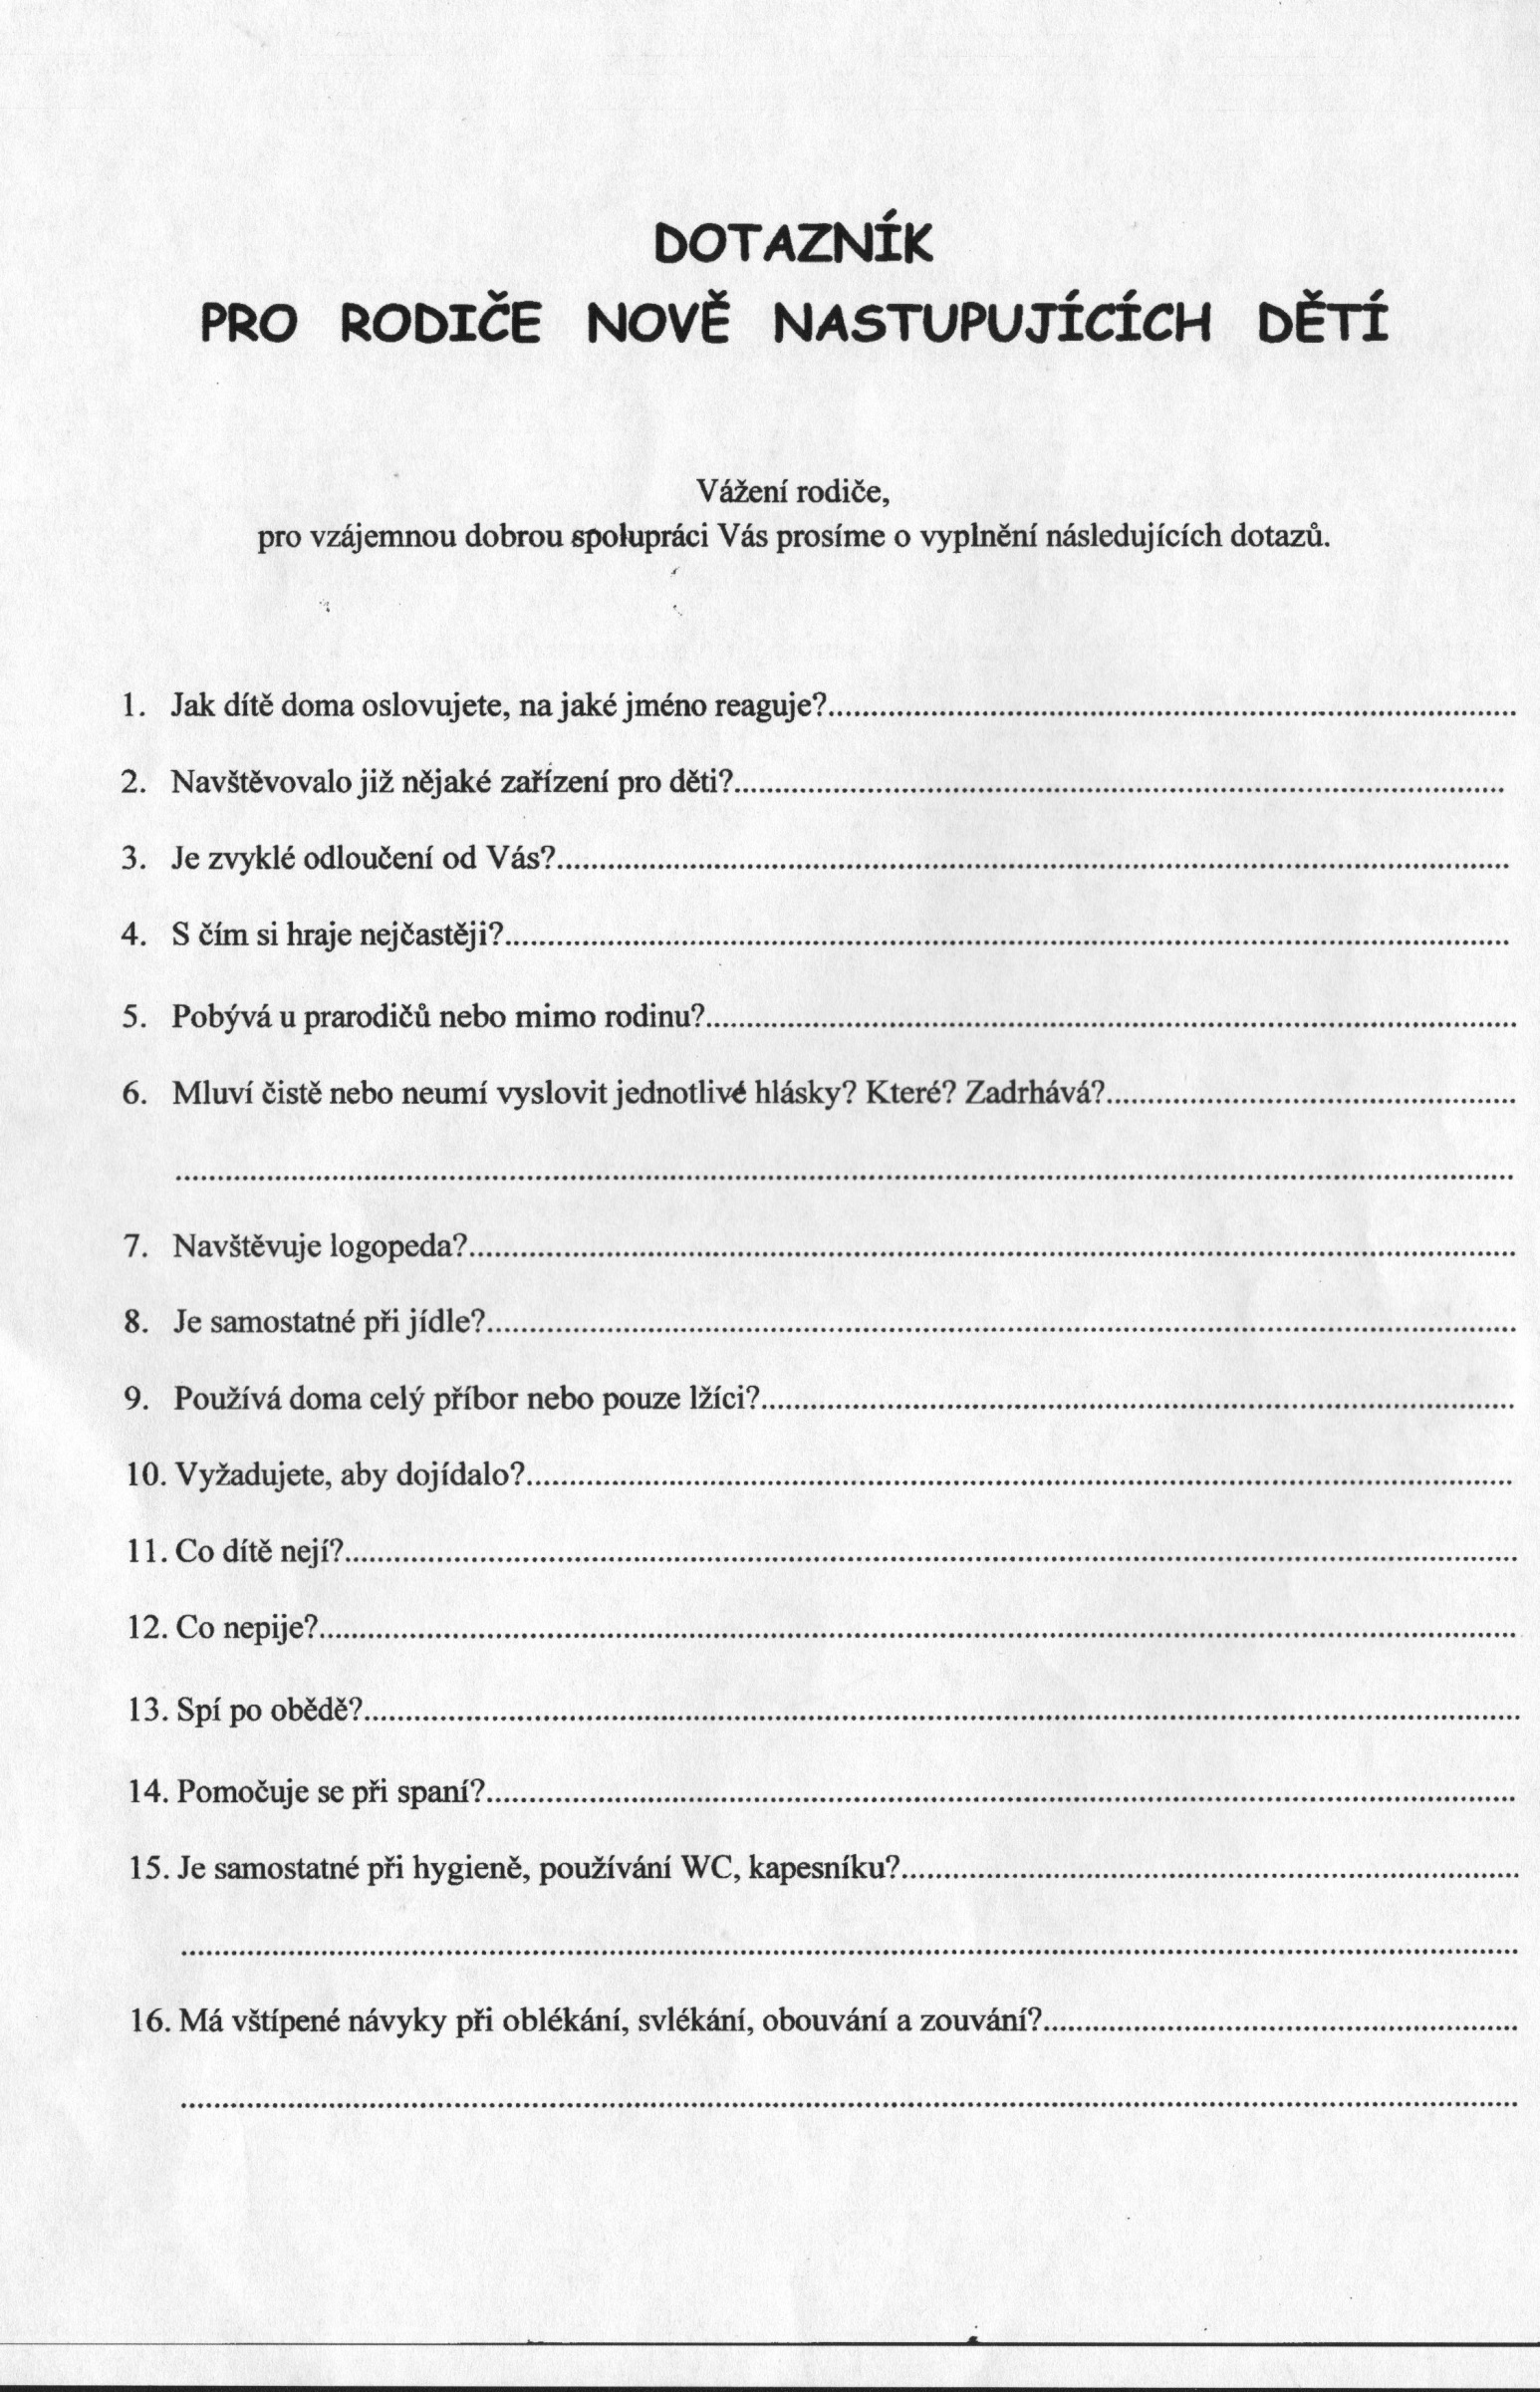 DOTAZNÍK
PRO RODIČE NOVĚ NASTUPUJÍCÍCH DĚTÍ
Vážení rodiče,
pro vzájemnou dobrou spolupráci Vás prosíme o vyplnění následujících dotazů.
1. Jak dítě doma oslovujete, na jaké jméno reaguje?
2. Navštěvovalo již nějaké zařízení pro děti?
3. Je zvyklé odloučení od Vás?
4. S čím si hraje nejčastěji?
5. Pobývá u prarodičů nebo mimo rodinu?
6. Mluví čistě nebo neumí vyslovit jednotlivé hlásky? Které? Zadrhává?
7. Navštěvuje logopeda?
8. Je samostatné při jídle?
9. Používá doma celý příbor nebo pouze lžíci?
10. Vyžadujete, aby dojídalo?
11. Co dítě nejí?
12. Co nepije?
13. Spí po obědě?
14. Pomočuje se při spaní?
15. Je samostatné při hygieně, používání WC, kapesníku?
16. Má vštípené návyky při oblékání, svlékání, obouvání a zouvání?